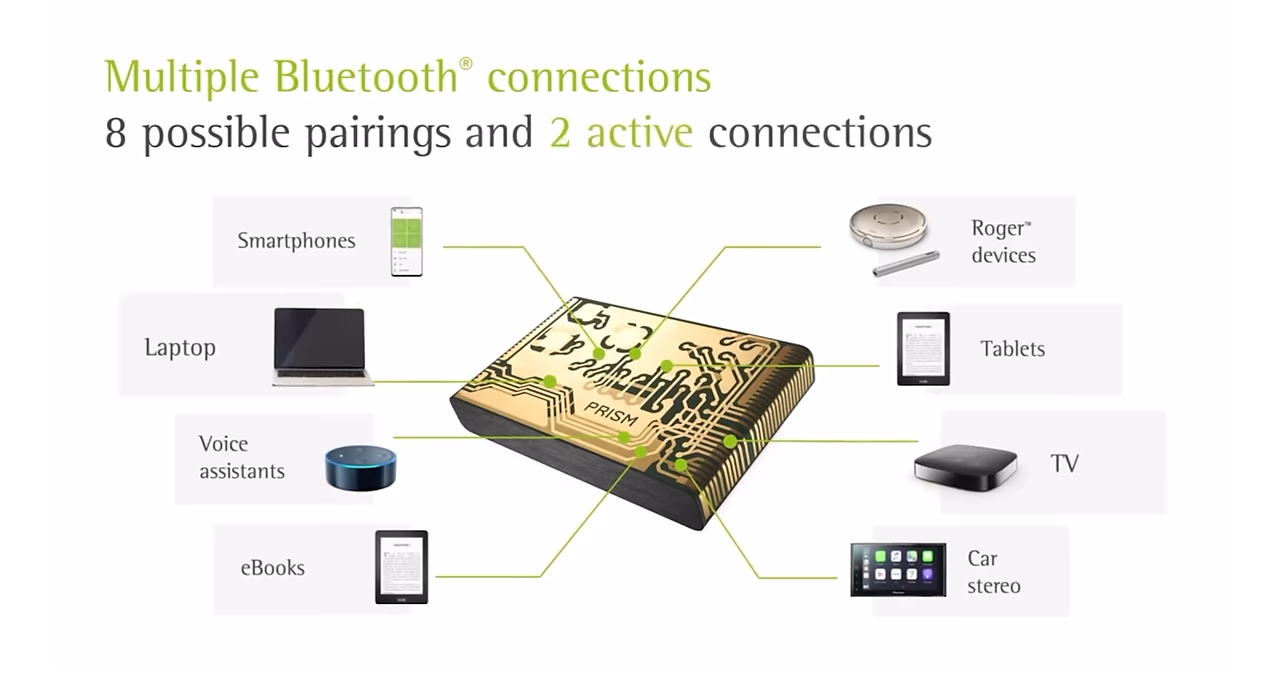 Multiple Bluetooth® connections
8 possible pairings and 2 active connections
Smartphones
Roger™
devices
Laptop
Tablets
PRISM
Voice
assistants
TV
eBooks
Car
stereo